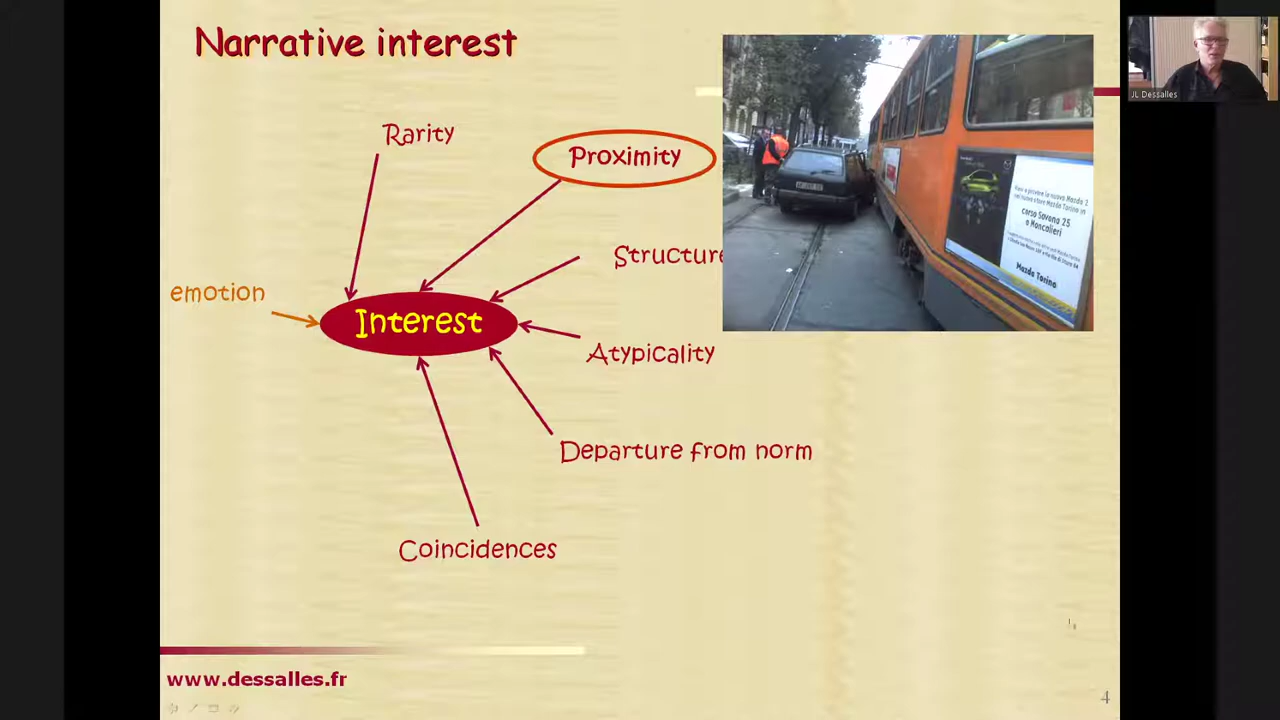 Narrative interest
JL Dessalles
Rarity
Proximity
Structure
emotion
Interest
Atypicality
Departure from norm
Coincidences
corso Savona 25
a Moncalieri
Mazda Torino
www.dessalles.fr
4